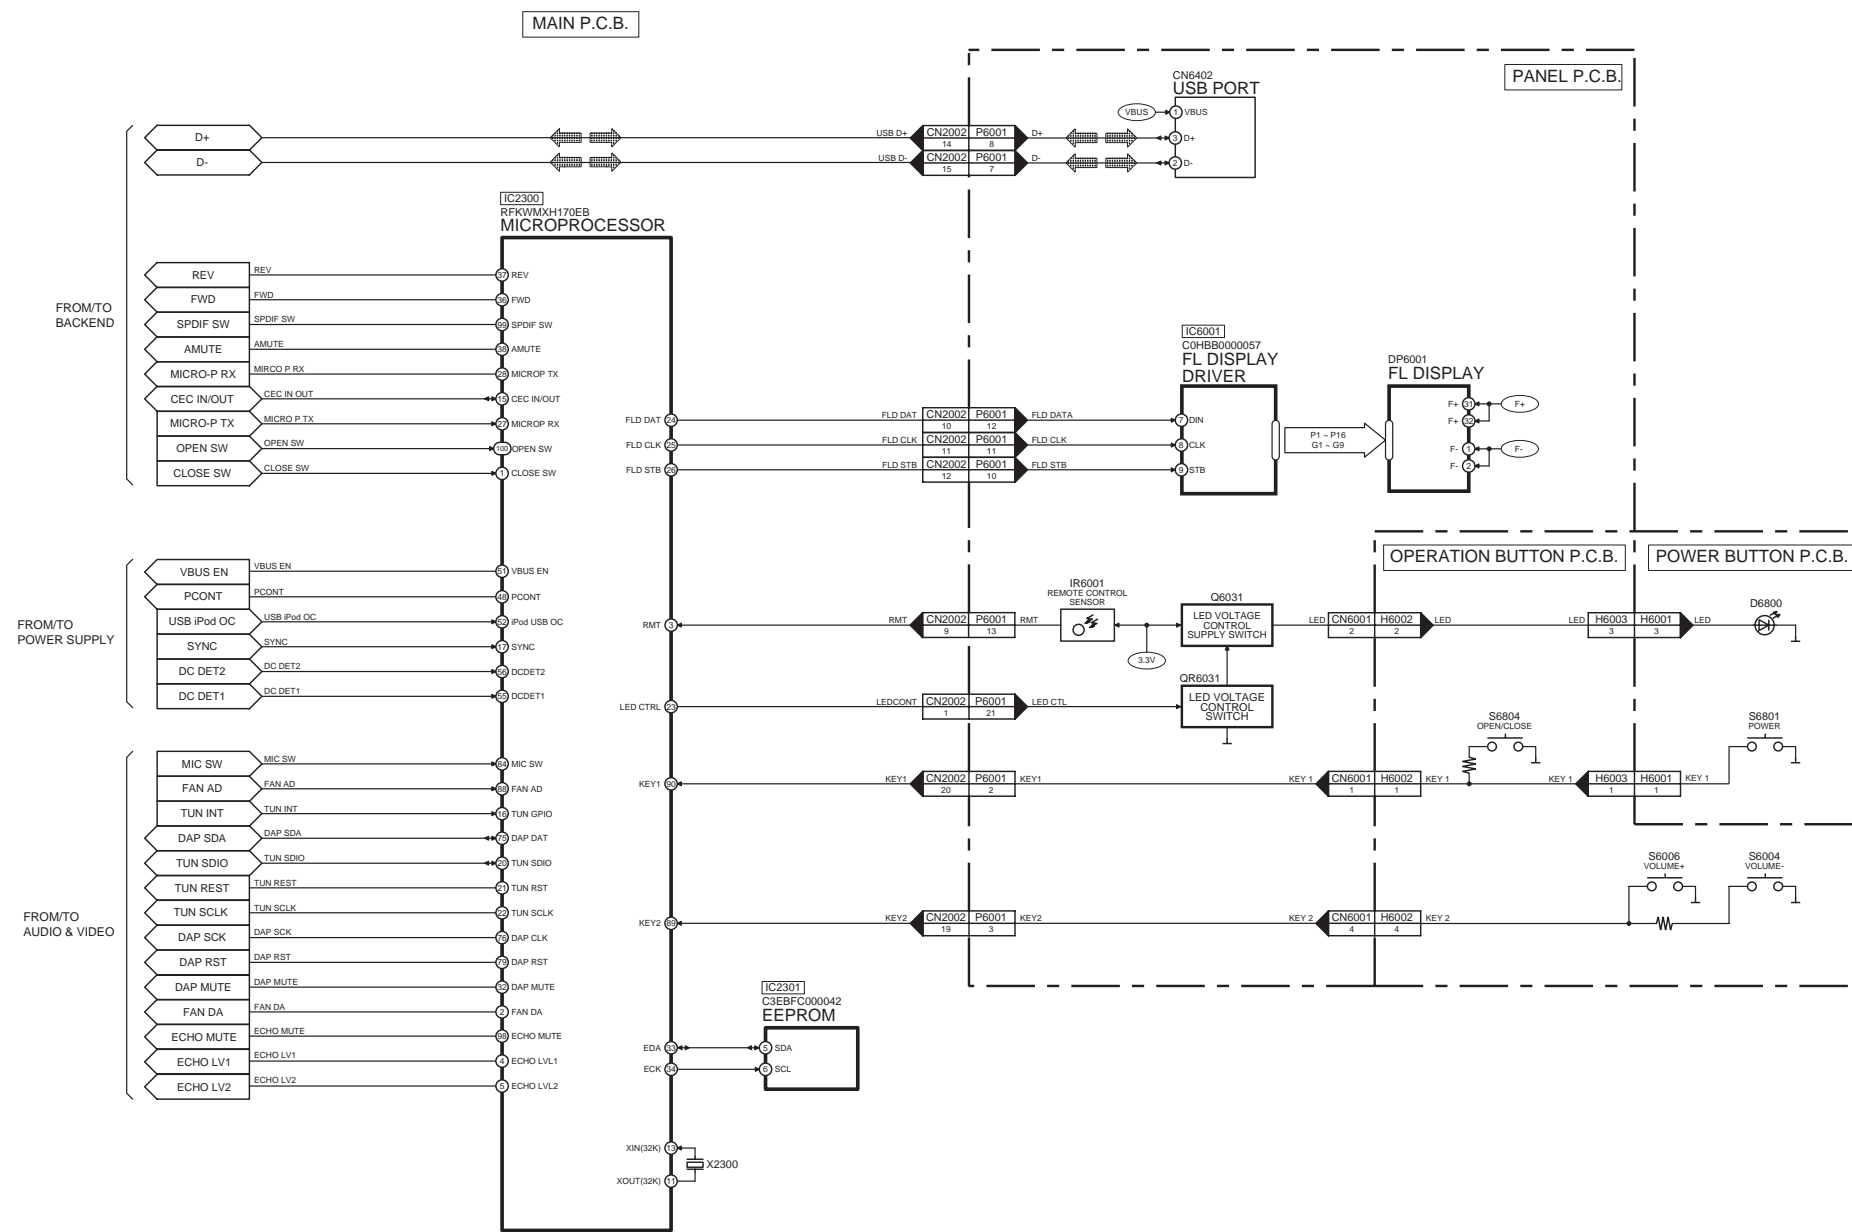 MAIN P.C.B.
PANEL P.C.B.
CN6402
USB PORT
VBUS
1 VBUS
3 D+
2 D-
D+
D-
USB D+ CN2002 P6001 D+
14 8
USB D- CN2002 P6001 D-
15 7
IC2300
RFKWMXH170EB
MICROPROCESSOR
FROM/TO
BACKEND
REV REV 37 REV
FWD FWD 36 FWD
SPDIF SW SPDIF SW 99 SPDIF SW
AMUTE AMUTE 38 AMUTE
MICRO-P RX MIRCO P RX 28 MICROP TX
CEC IN/OUT CEC IN OUT 15 CEC IN/OUT
MICRO-P TX MICRO P TX 27 MICROP RX
OPEN SW OPEN SW 100 OPEN SW
CLOSE SW CLOSE SW 1 CLOSE SW
FLD DAT 24
FLD CLK 25
FLD STB 26
FLD DAT CN2002 P6001 FLD DATA
10 12
FLD CLK CN2002 P6001 FLD CLK
11 11
FLD STB CN2002 P6001 FLD STB
12 10
IC6001
C0HBB0000057
FL DISPLAY
DRIVER
7 DIN
8 CLK
9 STB
P1 ~ P16
G1 ~ G9
DP6001
FL DISPLAY
F+ 31 F+
F+ 32
F- 1 F-
F- 2
OPERATION BUTTON P.C.B.
POWER BUTTON P.C.B.
FROM/TO
POWER SUPPLY
VBUS EN VBUS EN 51 VBUS EN
PCONT PCONT 48 PCONT
USB iPod OC USB iPod OC 52 iPod USB OC
SYNC SYNC 17 SYNC
DC DET2 DC DET2 56 DCDET2
DC DET1 DC DET1 55 DCDET1
RMT 3
LED CTRL 23
RMT CN2002 P6001 RMT
9 13
IR6001
REMOTE CONTROL
SENSOR
3.3V
Q6031
LED VOLTAGE
CONTROL
SUPPLY SWITCH
LED CN6001 H6002 LED
2 2
LED H6003 H6001 LED
3 3
D6800
LEDCONT CN2002 P6001 LED CTL
1 21
QR6031
LED VOLTAGE
CONTROL
SWITCH
S6804
OPEN/CLOSE
S6801
POWER
FROM/TO
AUDIO & VIDEO
MIC SW MIC SW 84 MIC SW
FAN AD FAN AD 88 FAN AD
TUN INT TUN INT 16 TUN GPIO
DAP SDA DAP SDA 75 DAP DAT
TUN SDIO TUN SDIO 20 TUN SDIO
TUN REST TUN REST 21 TUN RST
TUN SCLK TUN SCLK 22 TUN SCLK
DAP SCK DAP SCK 76 DAP CLK
DAP RST DAP RST 79 DAP RST
DAP MUTE DAP MUTE 32 DAP MUTE
FAN DA FAN DA 2 FAN DA
ECHO MUTE ECHO MUTE 98 ECHO MUTE
ECHO LV1 ECHO LV1 4 ECHO LVL1
ECHO LV2 ECHO LV2 5 ECHO LVL2
KEY1 90
KEY1 CN2002 P6001 KEY1
20 2
KEY 1 CN6001 H6002 KEY 1
1 1
KEY 1 H6003 H6001 KEY 1
1 1
S6006
VOLUME+
S6004
VOLUME-
KEY2 89
KEY2 CN2002 P6001 KEY2
19 3
KEY 2 CN6001 H6002 KEY 2
4 4
IC2301
C3EBFC000042
EEPROM
EDA 33 5 SDA
ECK 34 6 SCL
XIN(32K) 13
X2300
XOUT(32K) 11